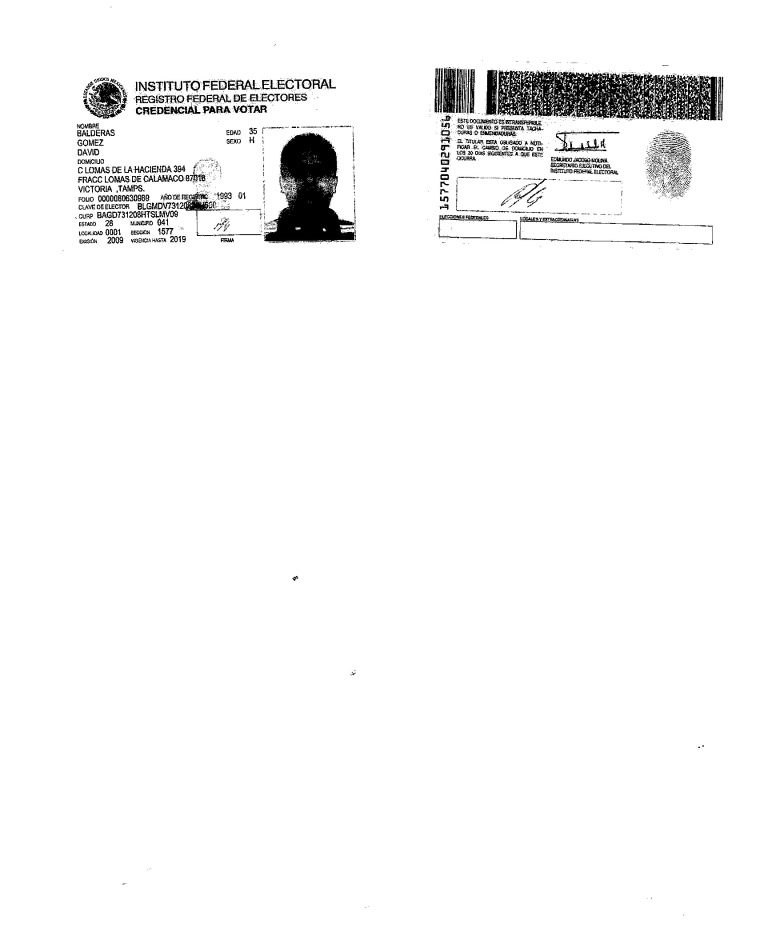 INSTITUTO FEDERAL ELECTORAL
REGISTRO FEDERAL DE ELECTORES
CREDENCIAL PARA VOTAR
NOMBRE
BALDERAS
GOMEZ
DAVID
EDAD 35
SEXO H
DOMICILIO
C LOMAS DE LA HACIENDA 394
FRACC LOMAS DE CALAMACO 87018
VICTORIA ,TAMPS.
FOLIO 0000080630989 AÑO DE REGISTRO 1993 01
CLAVE DE ELECTOR
CURP BAGD731208HTSLMV09
ESTADO 28 MUNICIPIO 041
LOCALIDAD 0001 SECCIÓN 1577
EMISIÓN 2009 VIGENCIA HASTA 2019
FIRMA
1577040291056
ESTE DOCUMENTO ES INTRANSFERIBLE,
NO ES VALIDO SI PRESENTA TACHA-
DURAS O ENMENDADURAS.
EL TITULAR ESTA OBLIGADO A NOTI-
FICAR EL CAMBIO DE DOMICILIO EN
LOS 30 DIAS SIGUIENTES A QUE ESTE
OCURRA.
EDMUNDO JACOBO MOLINA
SECRETARIO EJECUTIVO DEL
INSTITUTO FEDERAL ELECTORAL
ELECCIONES FEDERALES
LOCALES Y EXTRAORDINARIAS